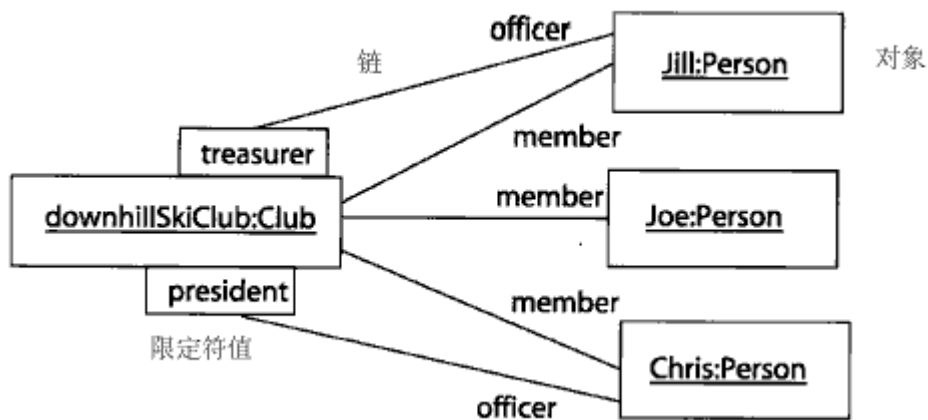 officer
链
Jill:Person
对象
member
treasurer
member
downhillSkiClub:Club
Joe:Person
president
member
限定符值
Chris:Person
officer